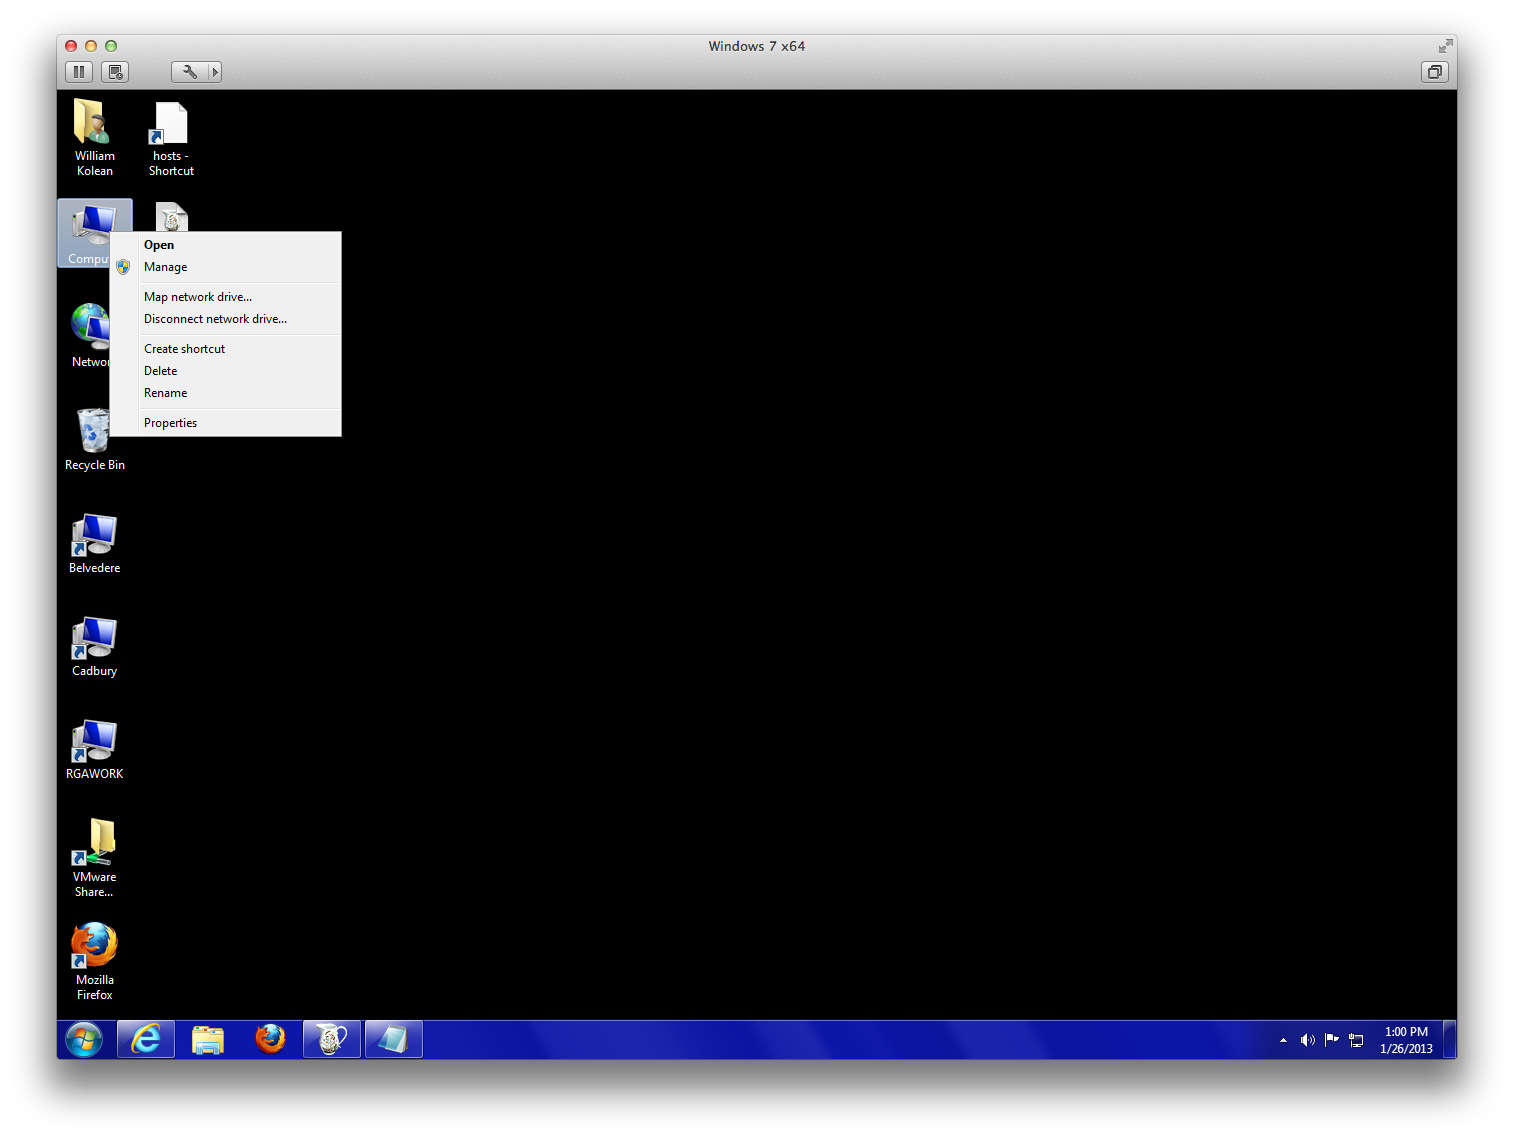 Windows 7 x64
William
Kolean
hosts -
Shortcut
Compu
Open
Manage
Map network drive...
Disconnect network drive...
Create shortcut
Delete
Rename
Properties
Netwo
Recycle Bin
Belvedere
Cadbury
RGAWORK
VMware
Share...
Mozilla
Firefox
1:00 PM
1/26/2013